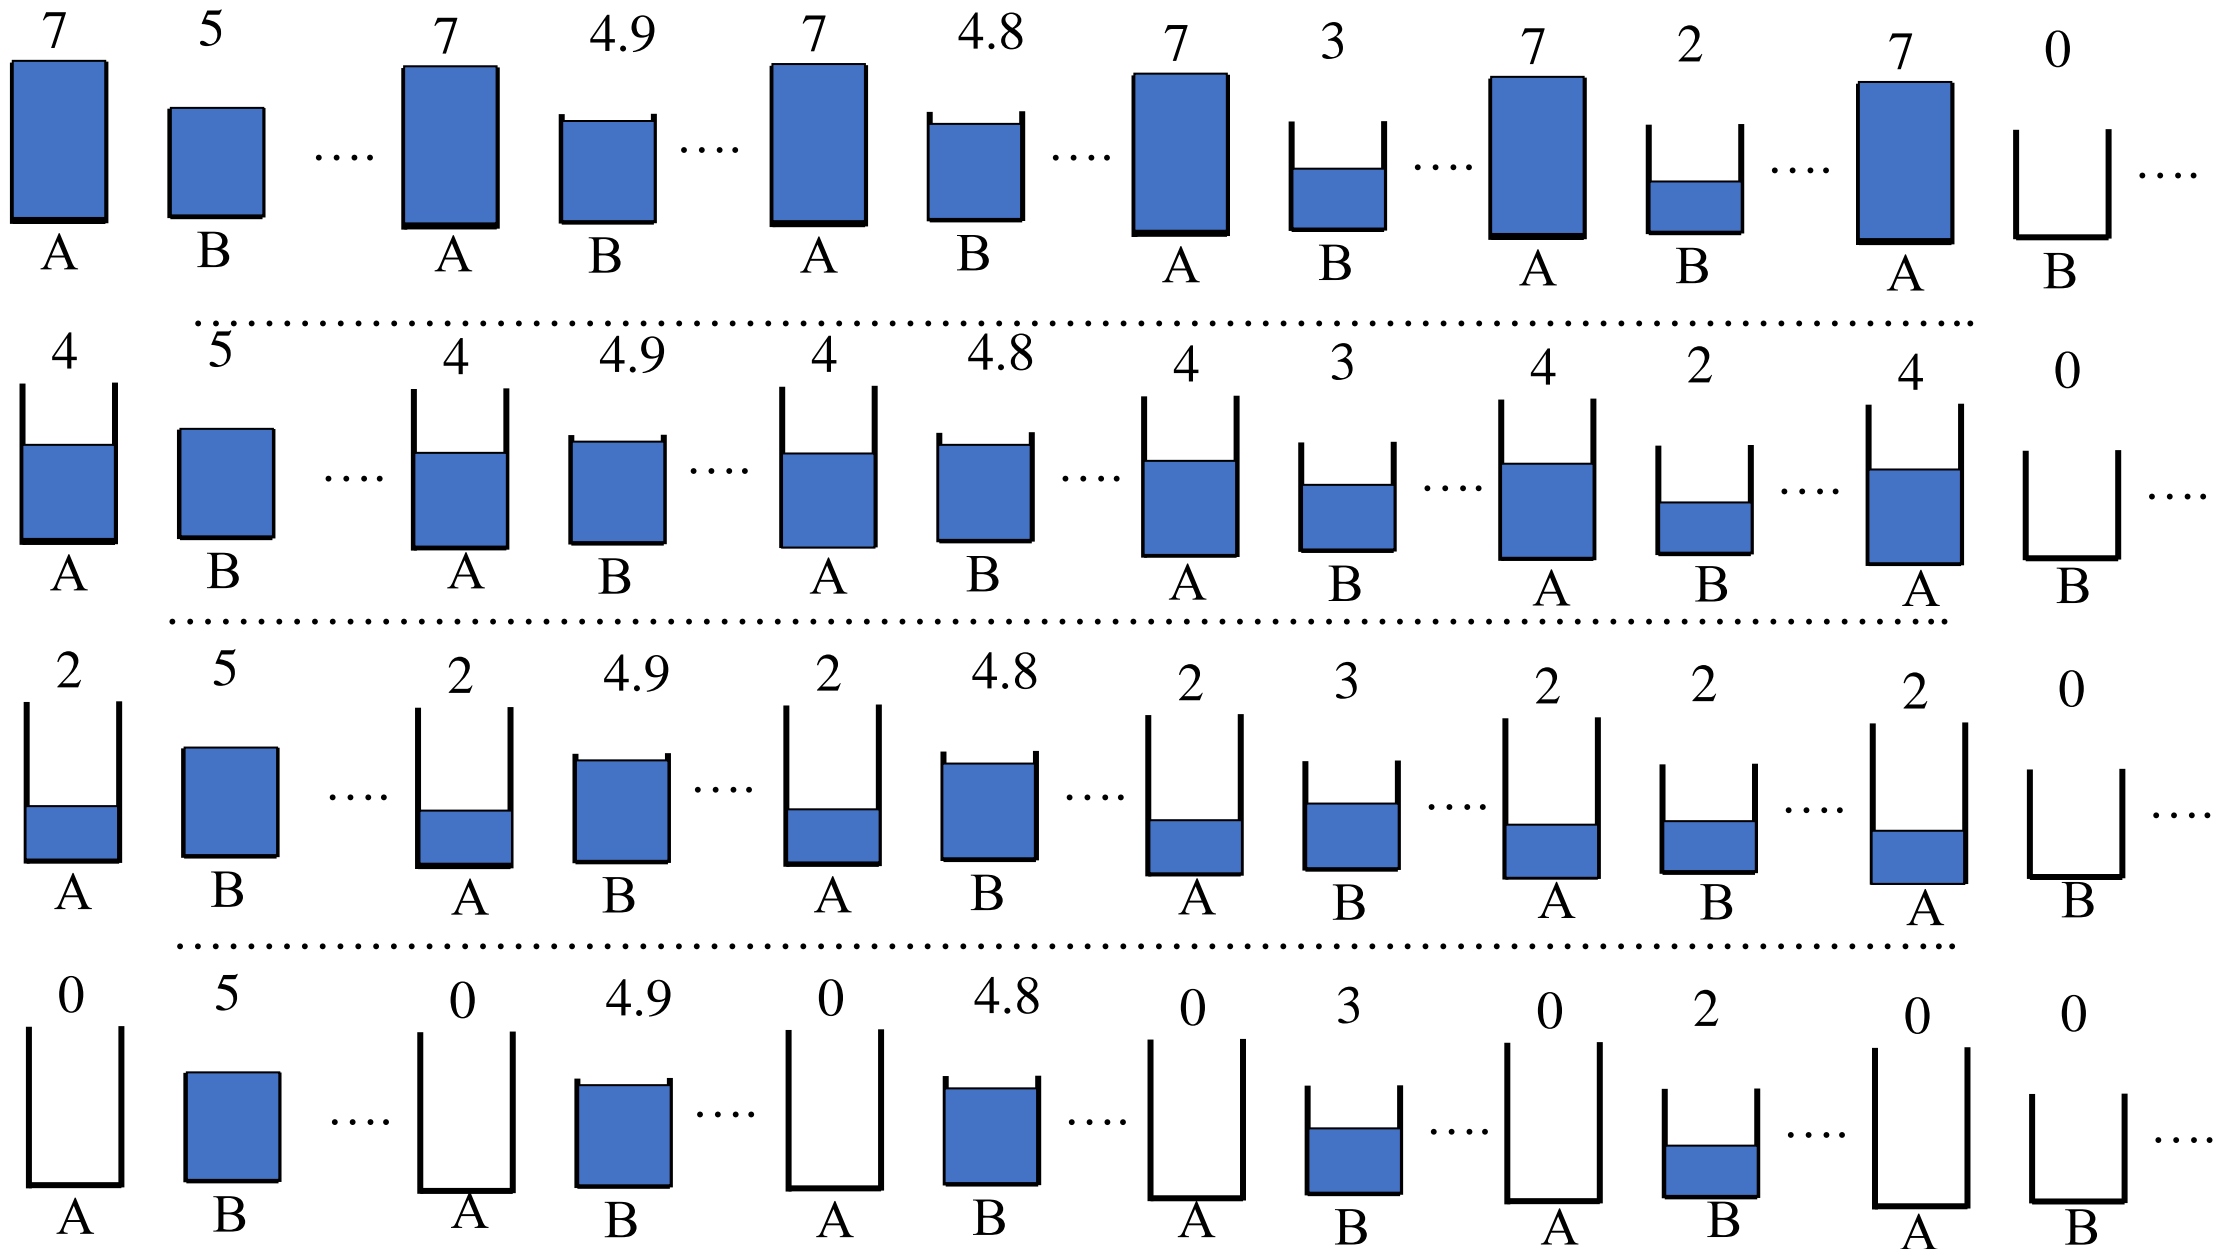 7 5 7 4.9 7 4.8 7 3 7 2 7 0
.... .... .... .... .... ....
A B A B A B A B A B A B
4 5 4 4.9 4 4.8 4 3 4 2 4 0
.... .... .... .... .... ....
A B A B A B A B A B A B
2 5 2 4.9 2 4.8 2 3 2 2 2 0
.... .... .... .... .... ....
A B A B A B A B A B A B
0 5 0 4.9 0 4.8 0 3 0 2 0 0
.... .... .... .... .... ....
A B A B A B A B A B A B